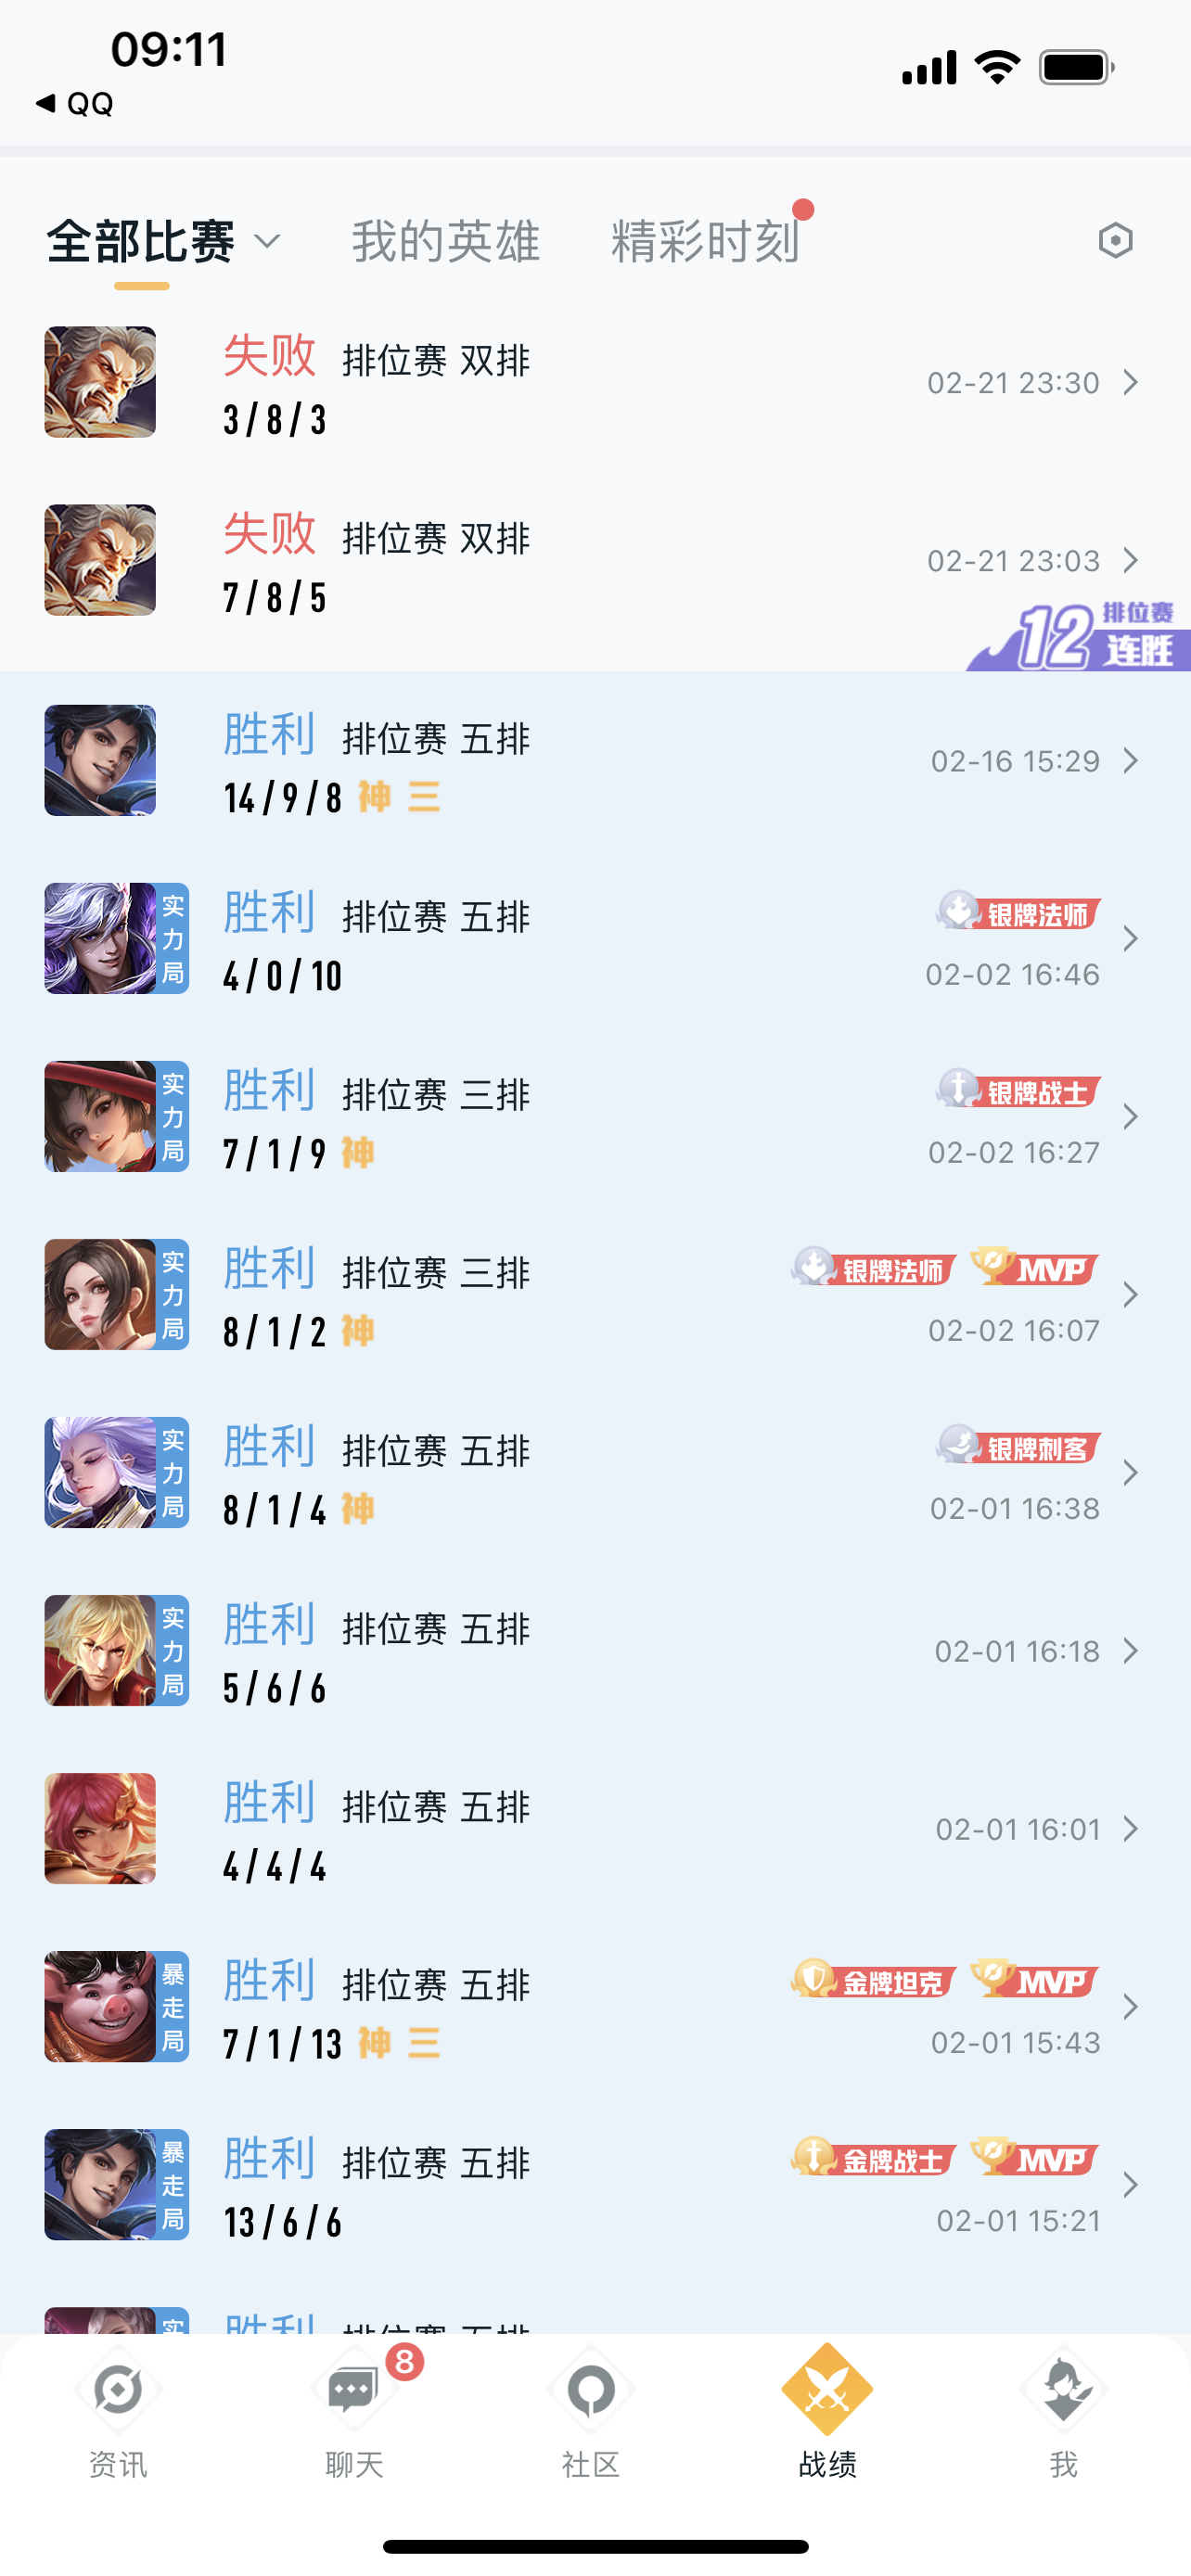 09:11
QQ
全部比赛 我的英雄 精彩时刻
失败 排位赛 双排
02-21 23:30
3 / 8 / 3
失败 排位赛 双排
02-21 23:03
7 / 8 / 5
12 排位赛 连胜
胜利 排位赛 五排
02-16 15:29
14 / 9 / 8 神 三
实力局
胜利 排位赛 五排
银牌法师
4 / 0 / 10
02-02 16:46
实力局
胜利 排位赛 三排
银牌战士
7 / 1 / 9 神
02-02 16:27
实力局
胜利 排位赛 三排
银牌法师 MVP
8 / 1 / 2 神
02-02 16:07
实力局
胜利 排位赛 五排
银牌刺客
8 / 1 / 4 神
02-01 16:38
实力局
胜利 排位赛 五排
02-01 16:18
5 / 6 / 6
胜利 排位赛 五排
02-01 16:01
4 / 4 / 4
暴走局
胜利 排位赛 五排
金牌坦克 MVP
7 / 1 / 13 神 三
02-01 15:43
暴走局
胜利 排位赛 五排
金牌战士 MVP
13 / 6 / 6
02-01 15:21
胜利 排位赛 五排
8
资讯 聊天 社区 战绩 我